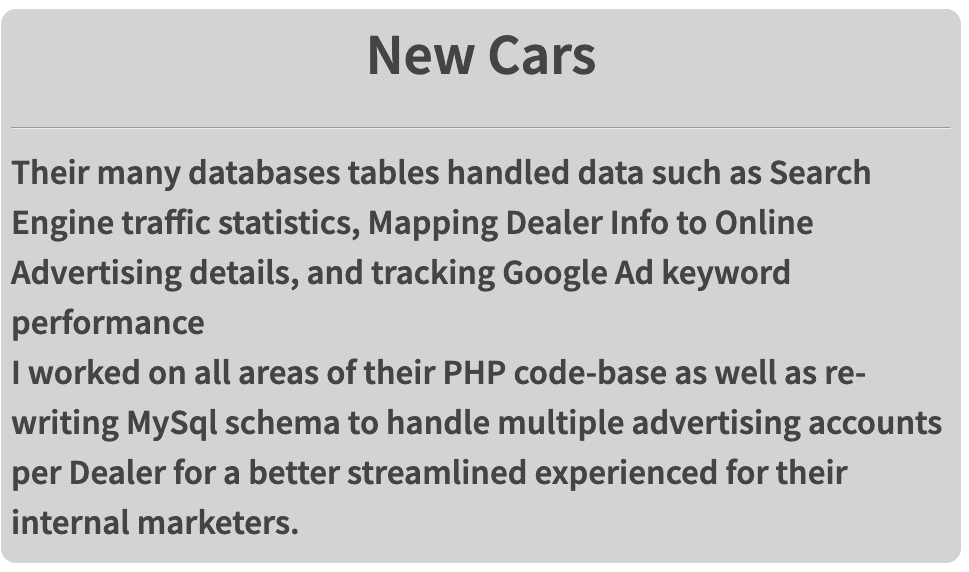 New Cars
Their many databases tables handled data such as Search
Engine traffic statistics, Mapping Dealer Info to Online
Advertising details, and tracking Google Ad keyword
performance
I worked on all areas of their PHP code-base as well as re-
writing MySql schema to handle multiple advertising accounts
per Dealer for a better streamlined experienced for their
internal marketers.